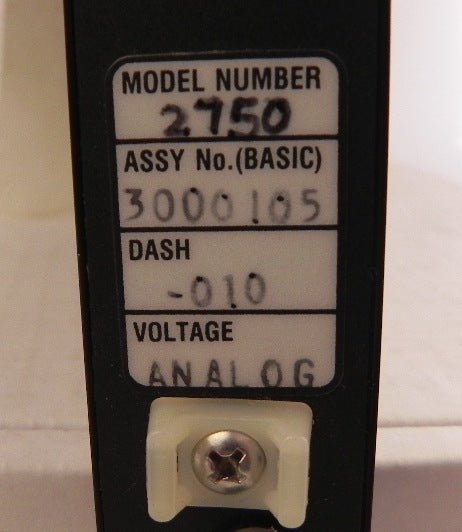 MODEL NUMBER
2750
ASSY No.(BASIC)
3000105
DASH
-010
VOLTAGE
ANALOG